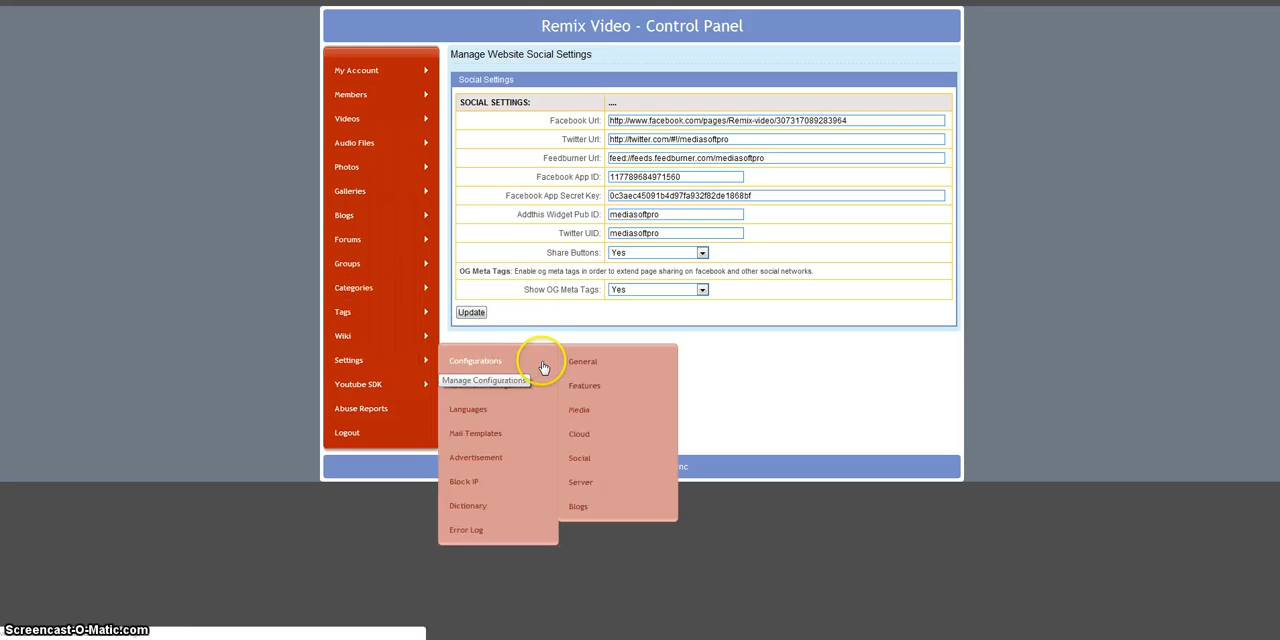 Remix Video - Control Panel
My Account
Members
Videos
Audio Files
Photos
Galleries
Blogs
Forums
Groups
Categories
Tags
Wiki
Settings
Youtube SDK
Abuse Reports
Logout
Manage Website Social Settings
Social Settings
SOCIAL SETTINGS: ....
Facebook Url: http://www.facebook.com/pages/Remix-video/307317089283964
Twitter Url: http://twitter.com/#!/mediasoftpro
Feedburner Url: feed://feeds.feedburner.com/mediasoftpro
Facebook App ID: 117789684971560
Facebook App Secret Key: 0c3aec45091b4d97fa932f82de1868bf
Addthis Widget Pub ID: mediasoftpro
Twitter UID: mediasoftpro
Share Buttons: Yes
OG Meta Tags: Enable og meta tags in order to extend page sharing on facebook and other social networks.
Show OG Meta Tags: Yes
Update
Configurations
Manage Configurations
Languages
Mail Templates
Advertisement
Block IP
Dictionary
Error Log
General
Features
Media
Cloud
Social
Server
Blogs
nc
Screencast-O-Matic.com